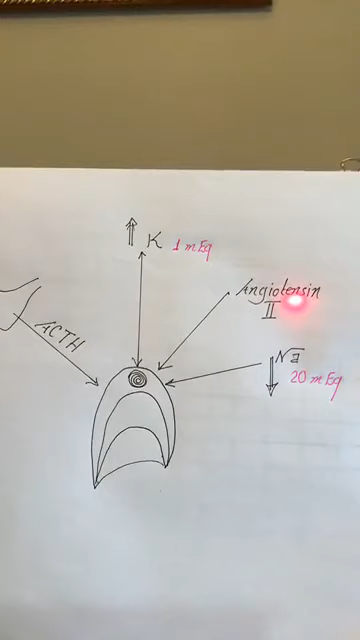 ⇑ K 1 mEq
Angiotensin
II
ACTH
⇓ Na
20 mEq